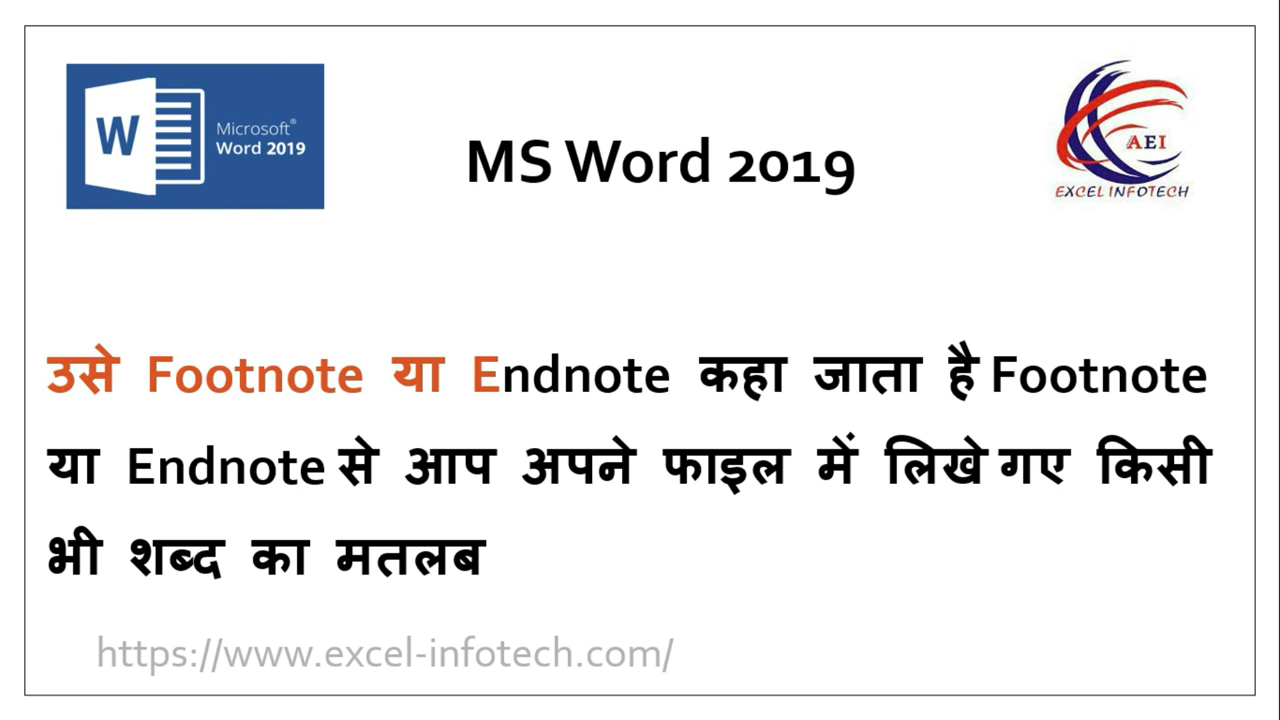 W
Microsoft®
Word 2019
MS Word 2019
AEI
EXCEL INFOTECH
उसे Footnote या Endnote कहा जाता है Footnote
या Endnote से आप अपने फाइल में लिखे गए किसी
भी शब्द का मतलब
https://www.excel-infotech.com/